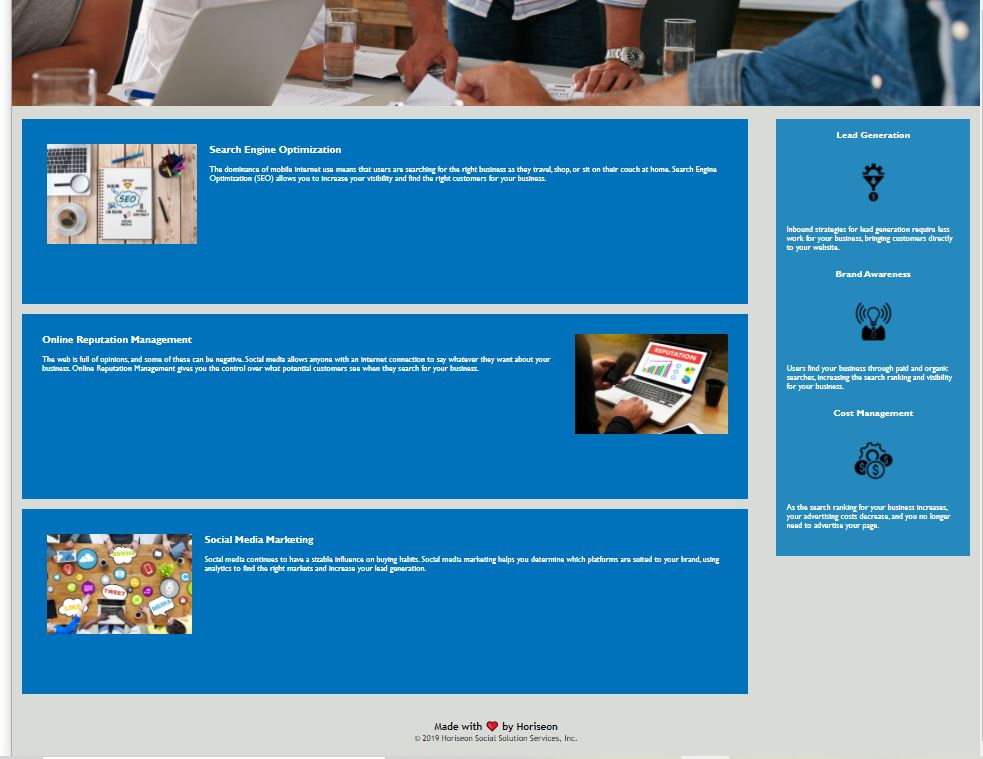 Search Engine Optimization
The dominance of mobile internet use means that users are searching for the right business as they travel, shop, or sit on their couch at home. Search Engine
Optimization (SEO) allows you to increase your visibility and find the right customers for your business.
SEO
Online Reputation Management
The web is full of opinions, and some of these can be negative. Social media allows anyone with an internet connection to say whatever they want about your
business. Online Reputation Management gives you the control over what potential customers see when they search for your business.
REPUTATION
Social Media Marketing
Social media continues to have a sizable influence on buying habits. Social media marketing helps you determine which platforms are suited to your brand, using
analytics to find the right markets and increase your lead generation.
SHARE
TWEET
LIKE
MEDIA
Lead Generation
Inbound strategies for lead generation require less
work for your business, bringing customers directly
to your website.
Brand Awareness
Users find your business through paid and organic
searches, increasing the search ranking and visibility
for your business.
Cost Management
As the search ranking for your business increases,
your advertising costs decrease, and you no longer
need to advertise your page.
Made with ❤️ by Horiseon
© 2019 Horiseon Social Solution Services, Inc.